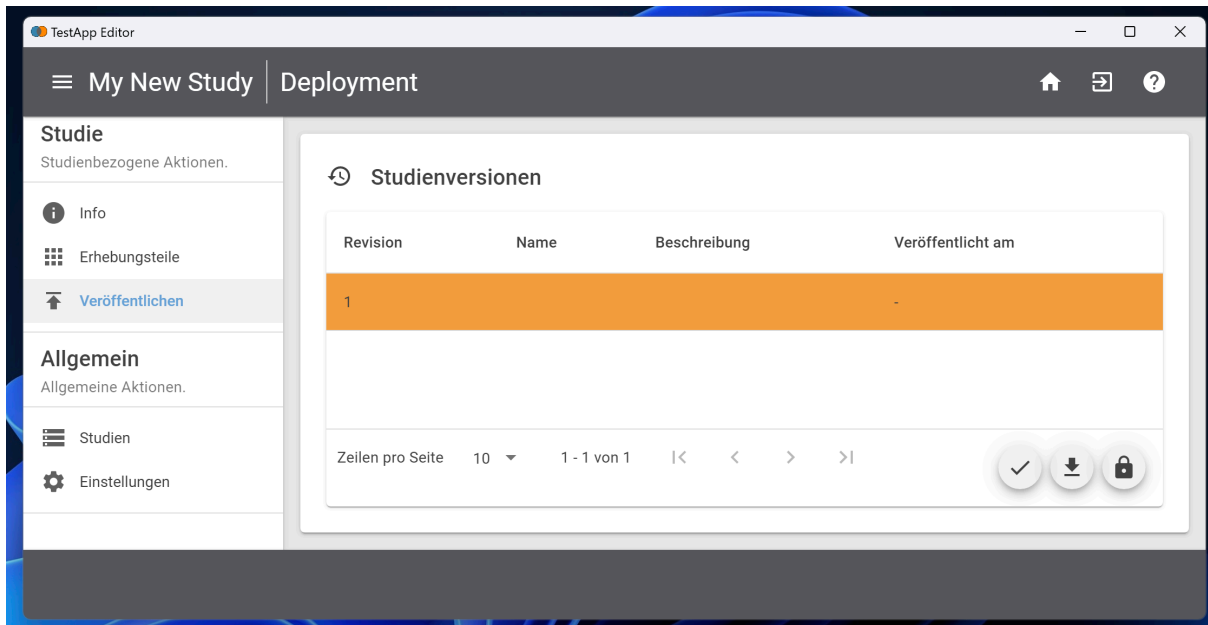 TestApp Editor
My New Study Deployment
Studie
Studienbezogene Aktionen.
Info
Erhebungsteile
Veröffentlichen
Allgemein
Allgemeine Aktionen.
Studien
Einstellungen
Studienversionen
Revision Name Beschreibung Veröffentlicht am
1 -
Zeilen pro Seite 10 1 - 1 von 1